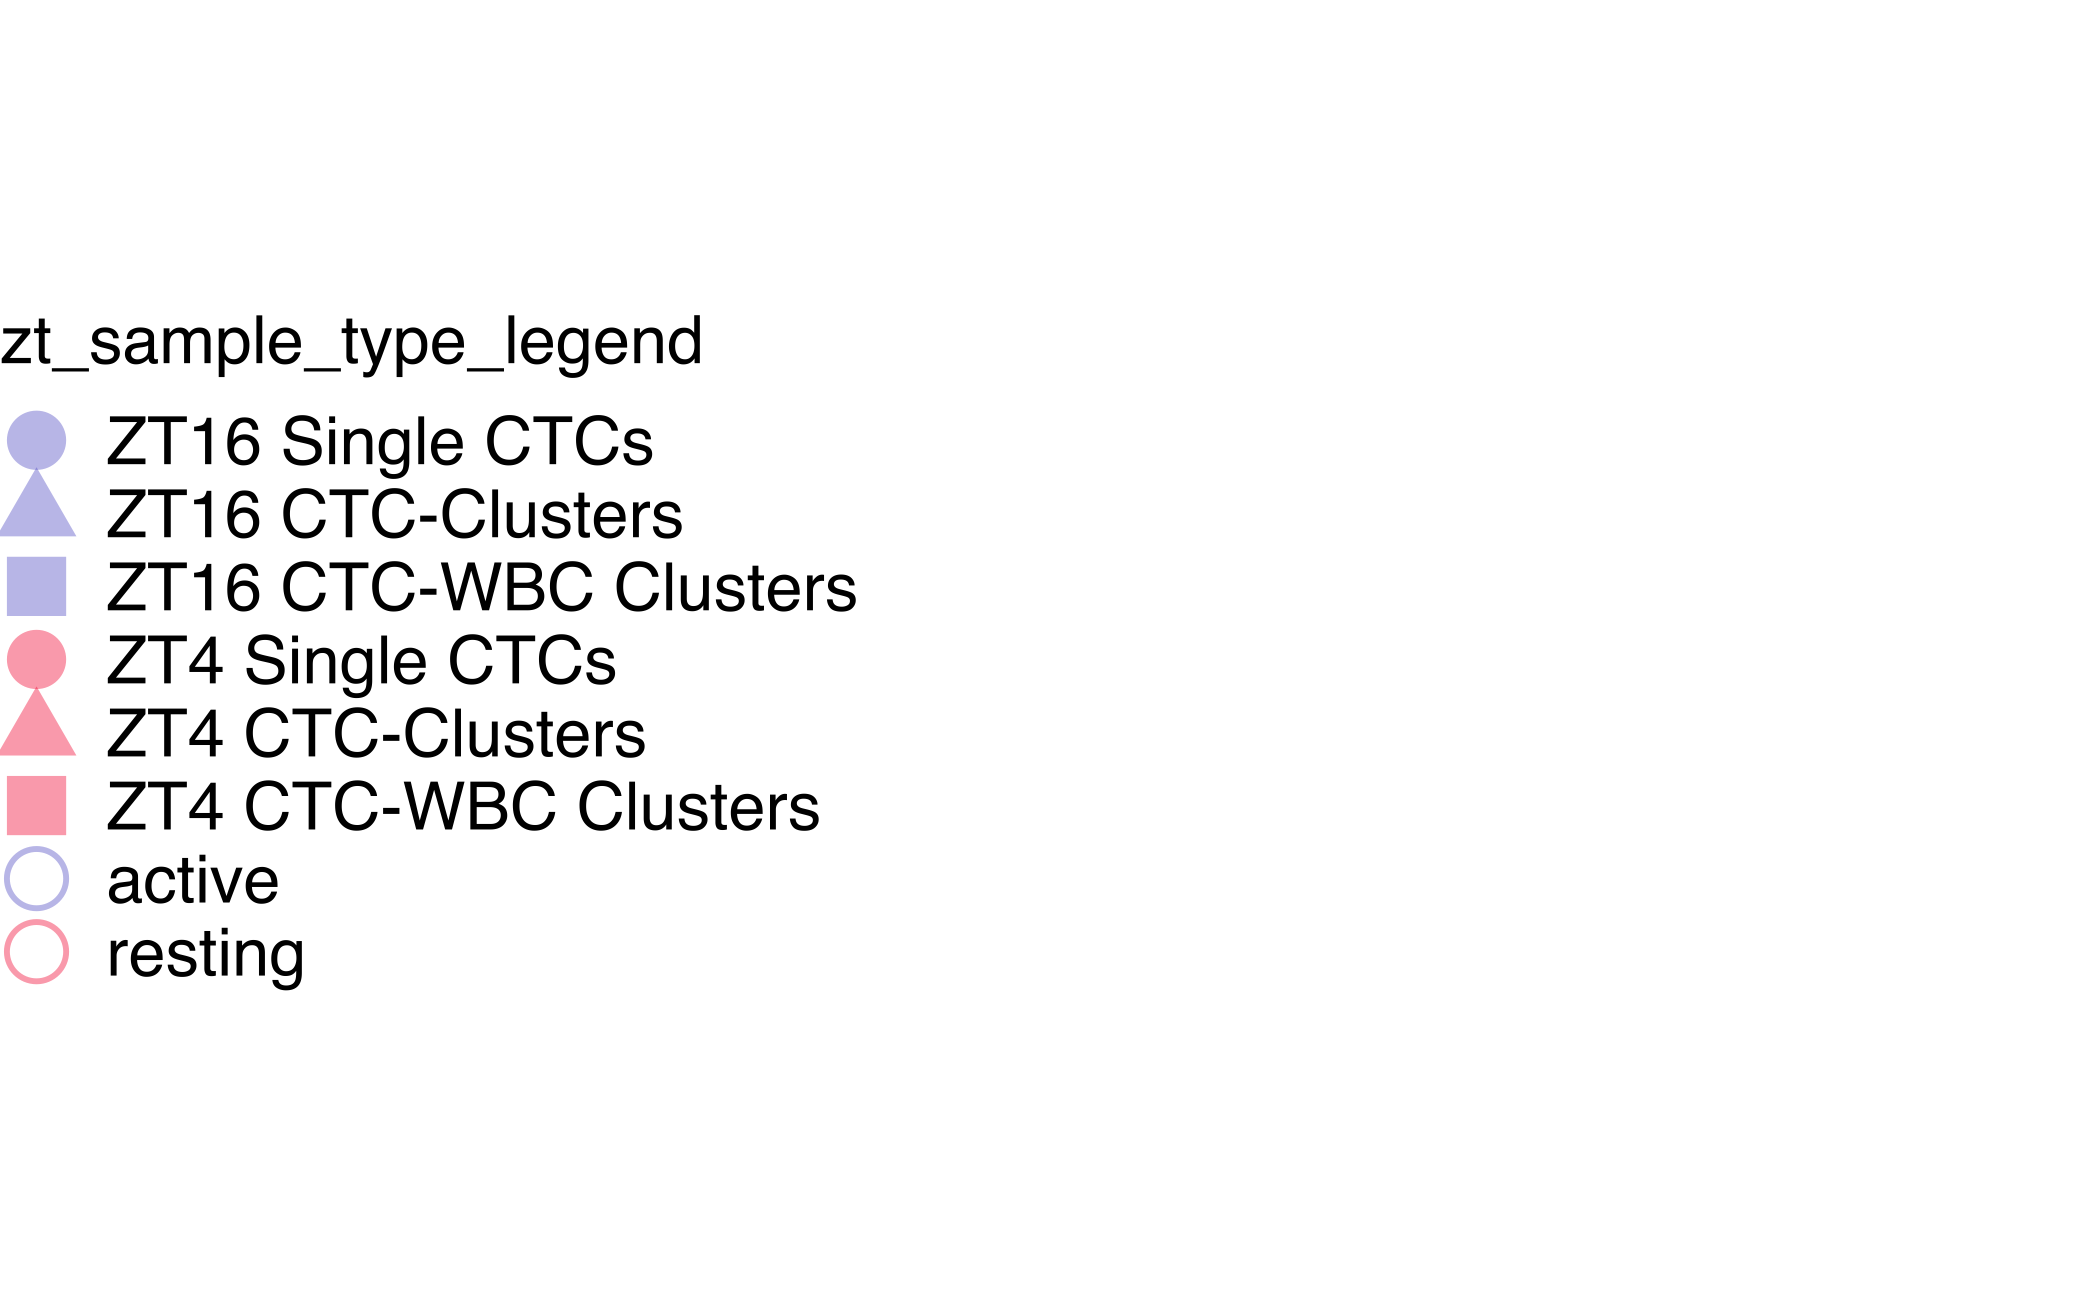 zt_sample_type_legend
ZT16 Single CTCs
ZT16 CTC-Clusters
ZT16 CTC-WBC Clusters
ZT4 Single CTCs
ZT4 CTC-Clusters
ZT4 CTC-WBC Clusters
active
resting